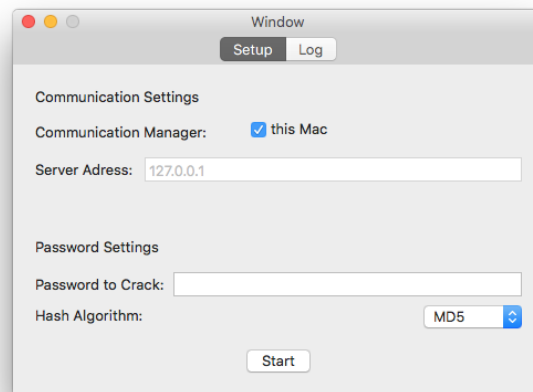 Window
Setup Log
Communication Settings
Communication Manager: this Mac
Server Adress: 127.0.0.1
Password Settings
Password to Crack:
Hash Algorithm: MD5
Start